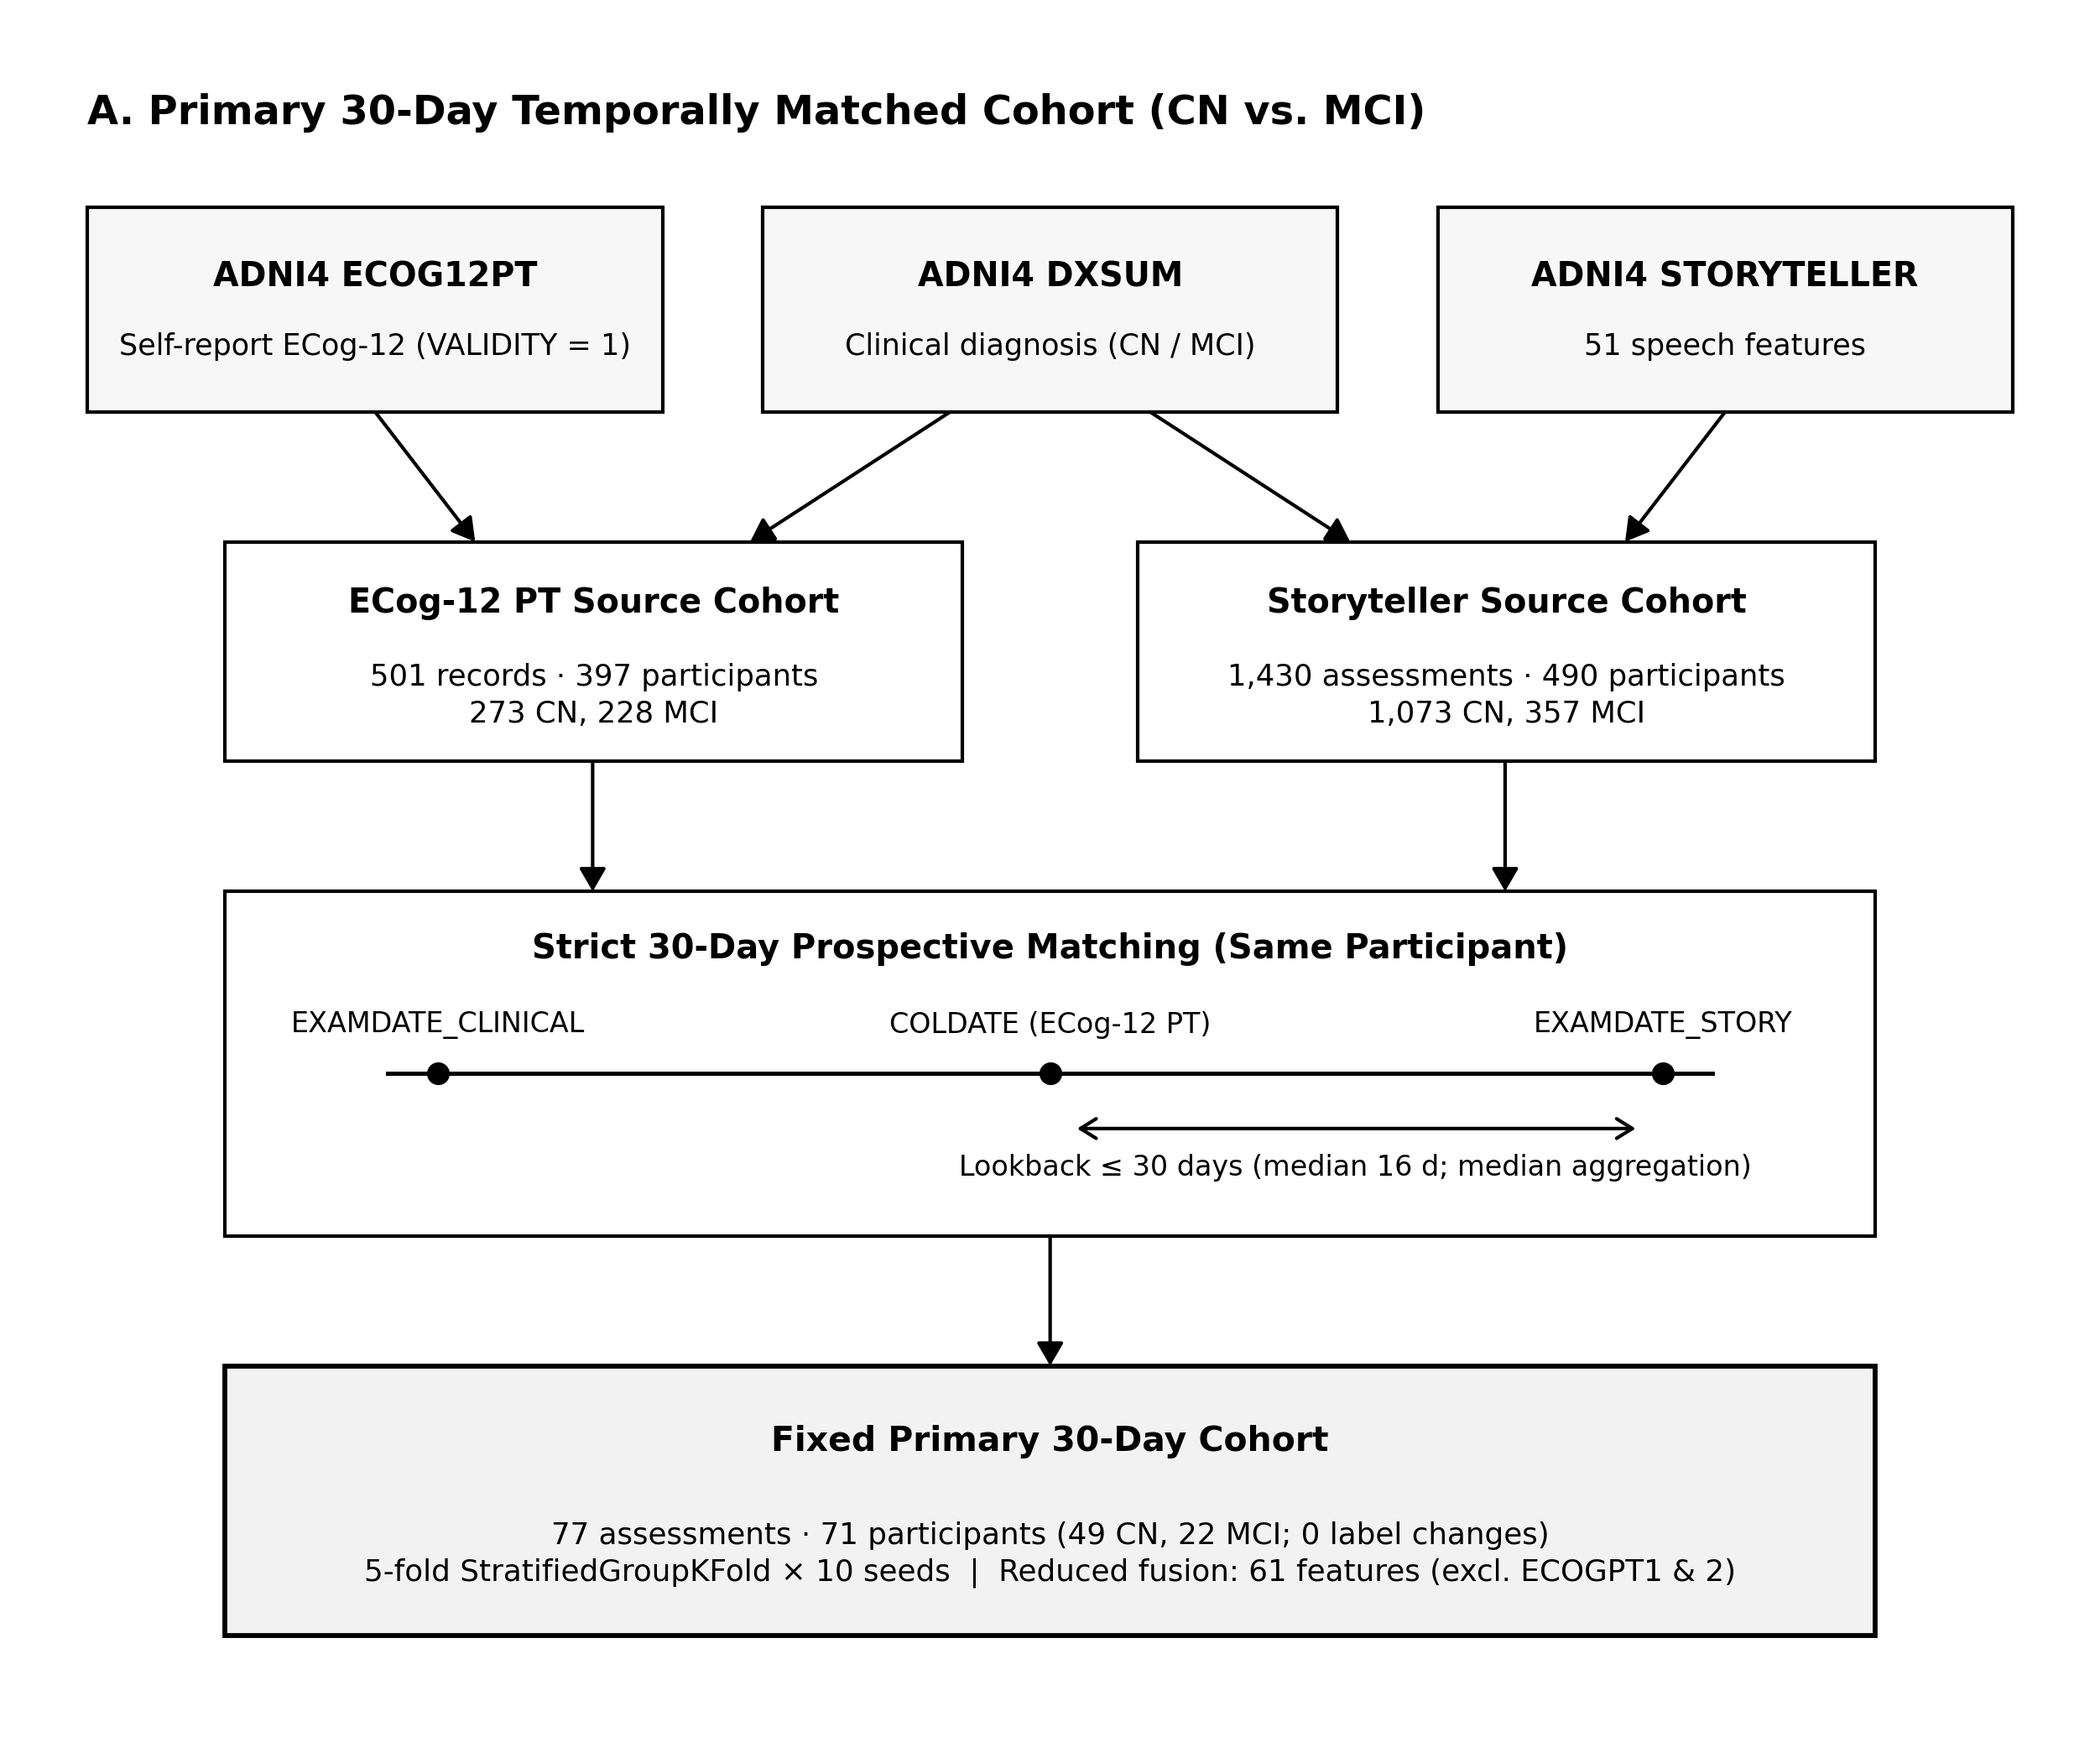 A. Primary 30-Day Temporally Matched Cohort (CN vs. MCI)
ADNI4 ECOG12PT
Self-report ECog-12 (VALIDITY = 1)
ADNI4 DXSUM
Clinical diagnosis (CN / MCI)
ADNI4 STORYTELLER
51 speech features
ECog-12 PT Source Cohort
501 records · 397 participants
273 CN, 228 MCI
Storyteller Source Cohort
1,430 assessments · 490 participants
1,073 CN, 357 MCI
Strict 30-Day Prospective Matching (Same Participant)
EXAMDATE_CLINICAL
COLDATE (ECog-12 PT)
EXAMDATE_STORY
Lookback ≤ 30 days (median 16 d; median aggregation)
Fixed Primary 30-Day Cohort
77 assessments · 71 participants (49 CN, 22 MCI; 0 label changes)
5-fold StratifiedGroupKFold × 10 seeds | Reduced fusion: 61 features (excl. ECOGPT1 & 2)